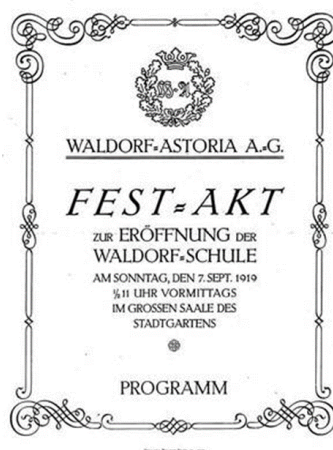 WALDORF=ASTORIA A.=G.
FEST=AKT
ZUR ERÖFFNUNG DER
WALDORF=SCHULE
AM SONNTAG, DEN 7. SEPT. 1919
½11 UHR VORMITTAGS
IM GROSSEN SAALE DES
STADTGARTENS
PROGRAMM